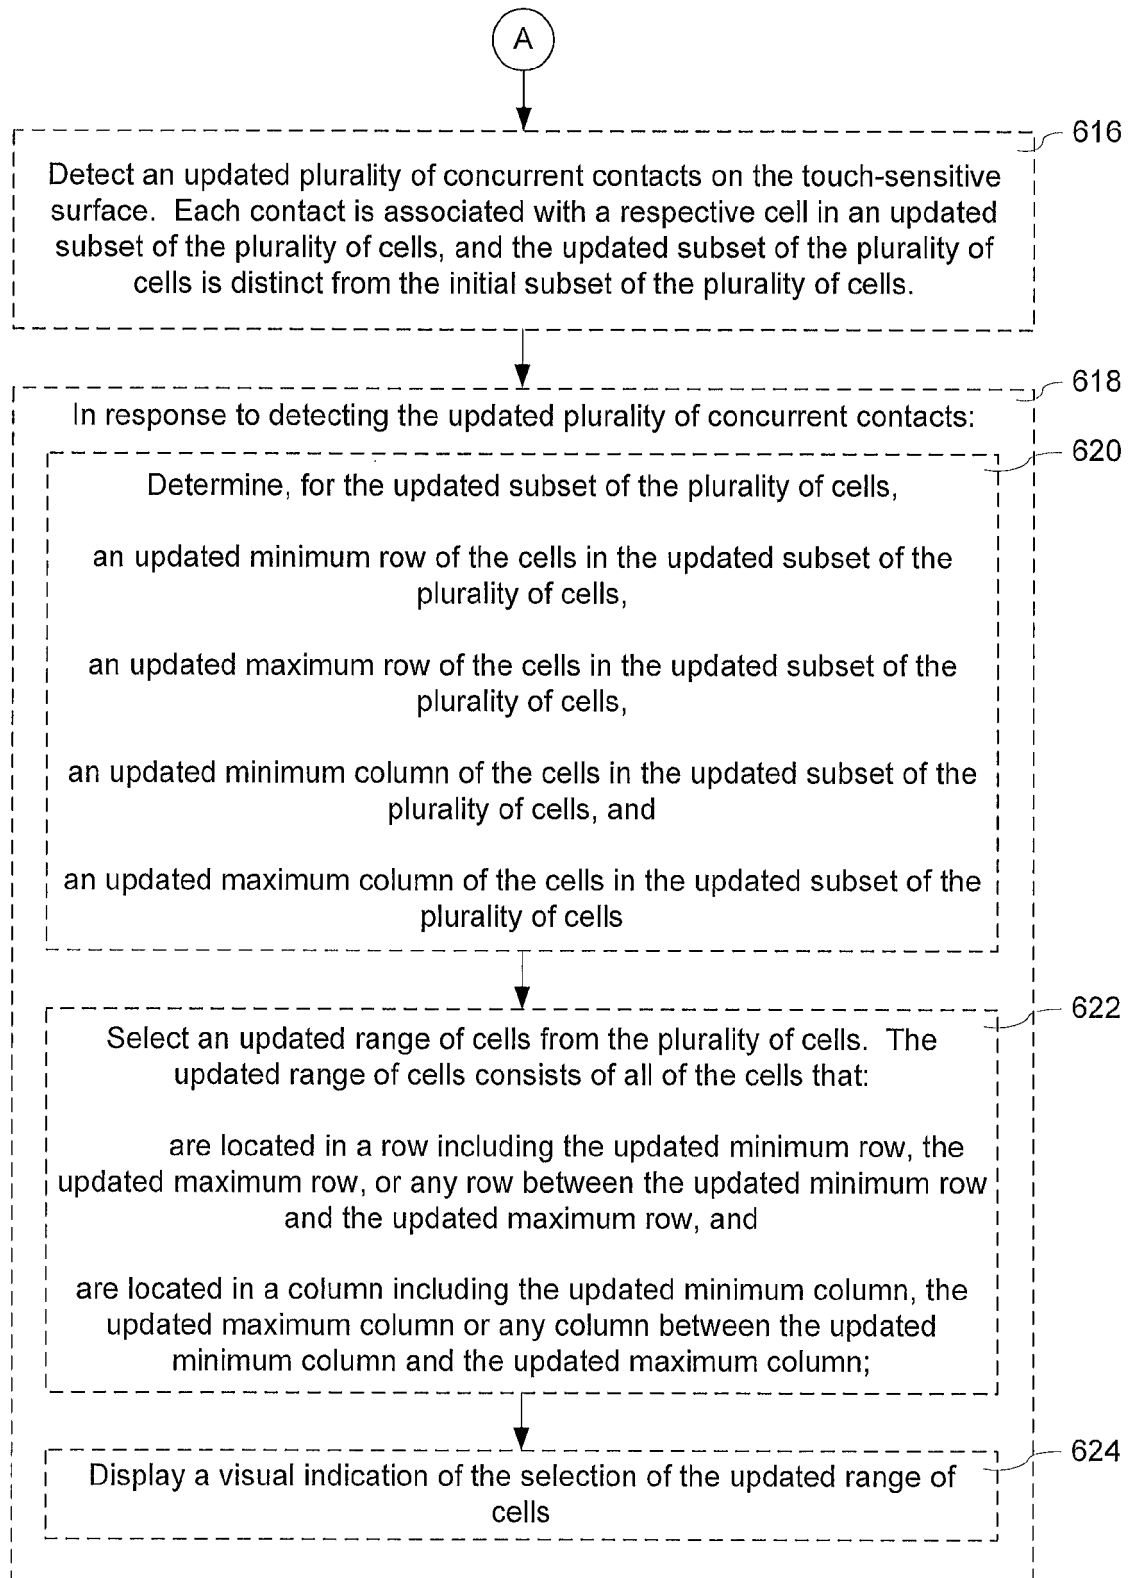 A
616
Detect an updated plurality of concurrent contacts on the touch-sensitive
surface.  Each contact is associated with a respective cell in an updated
subset of the plurality of cells, and the updated subset of the plurality of
cells is distinct from the initial subset of the plurality of cells.
618
In response to detecting the updated plurality of concurrent contacts:
620
Determine, for the updated subset of the plurality of cells,
an updated minimum row of the cells in the updated subset of the
plurality of cells,
an updated maximum row of the cells in the updated subset of the
plurality of cells,
an updated minimum column of the cells in the updated subset of the
plurality of cells, and
an updated maximum column of the cells in the updated subset of the
plurality of cells
622
Select an updated range of cells from the plurality of cells.  The
updated range of cells consists of all of the cells that:
are located in a row including the updated minimum row, the
updated maximum row, or any row between the updated minimum row
and the updated maximum row, and
are located in a column including the updated minimum column, the
updated maximum column or any column between the updated
minimum column and the updated maximum column;
624
Display a visual indication of the selection of the updated range of
cells